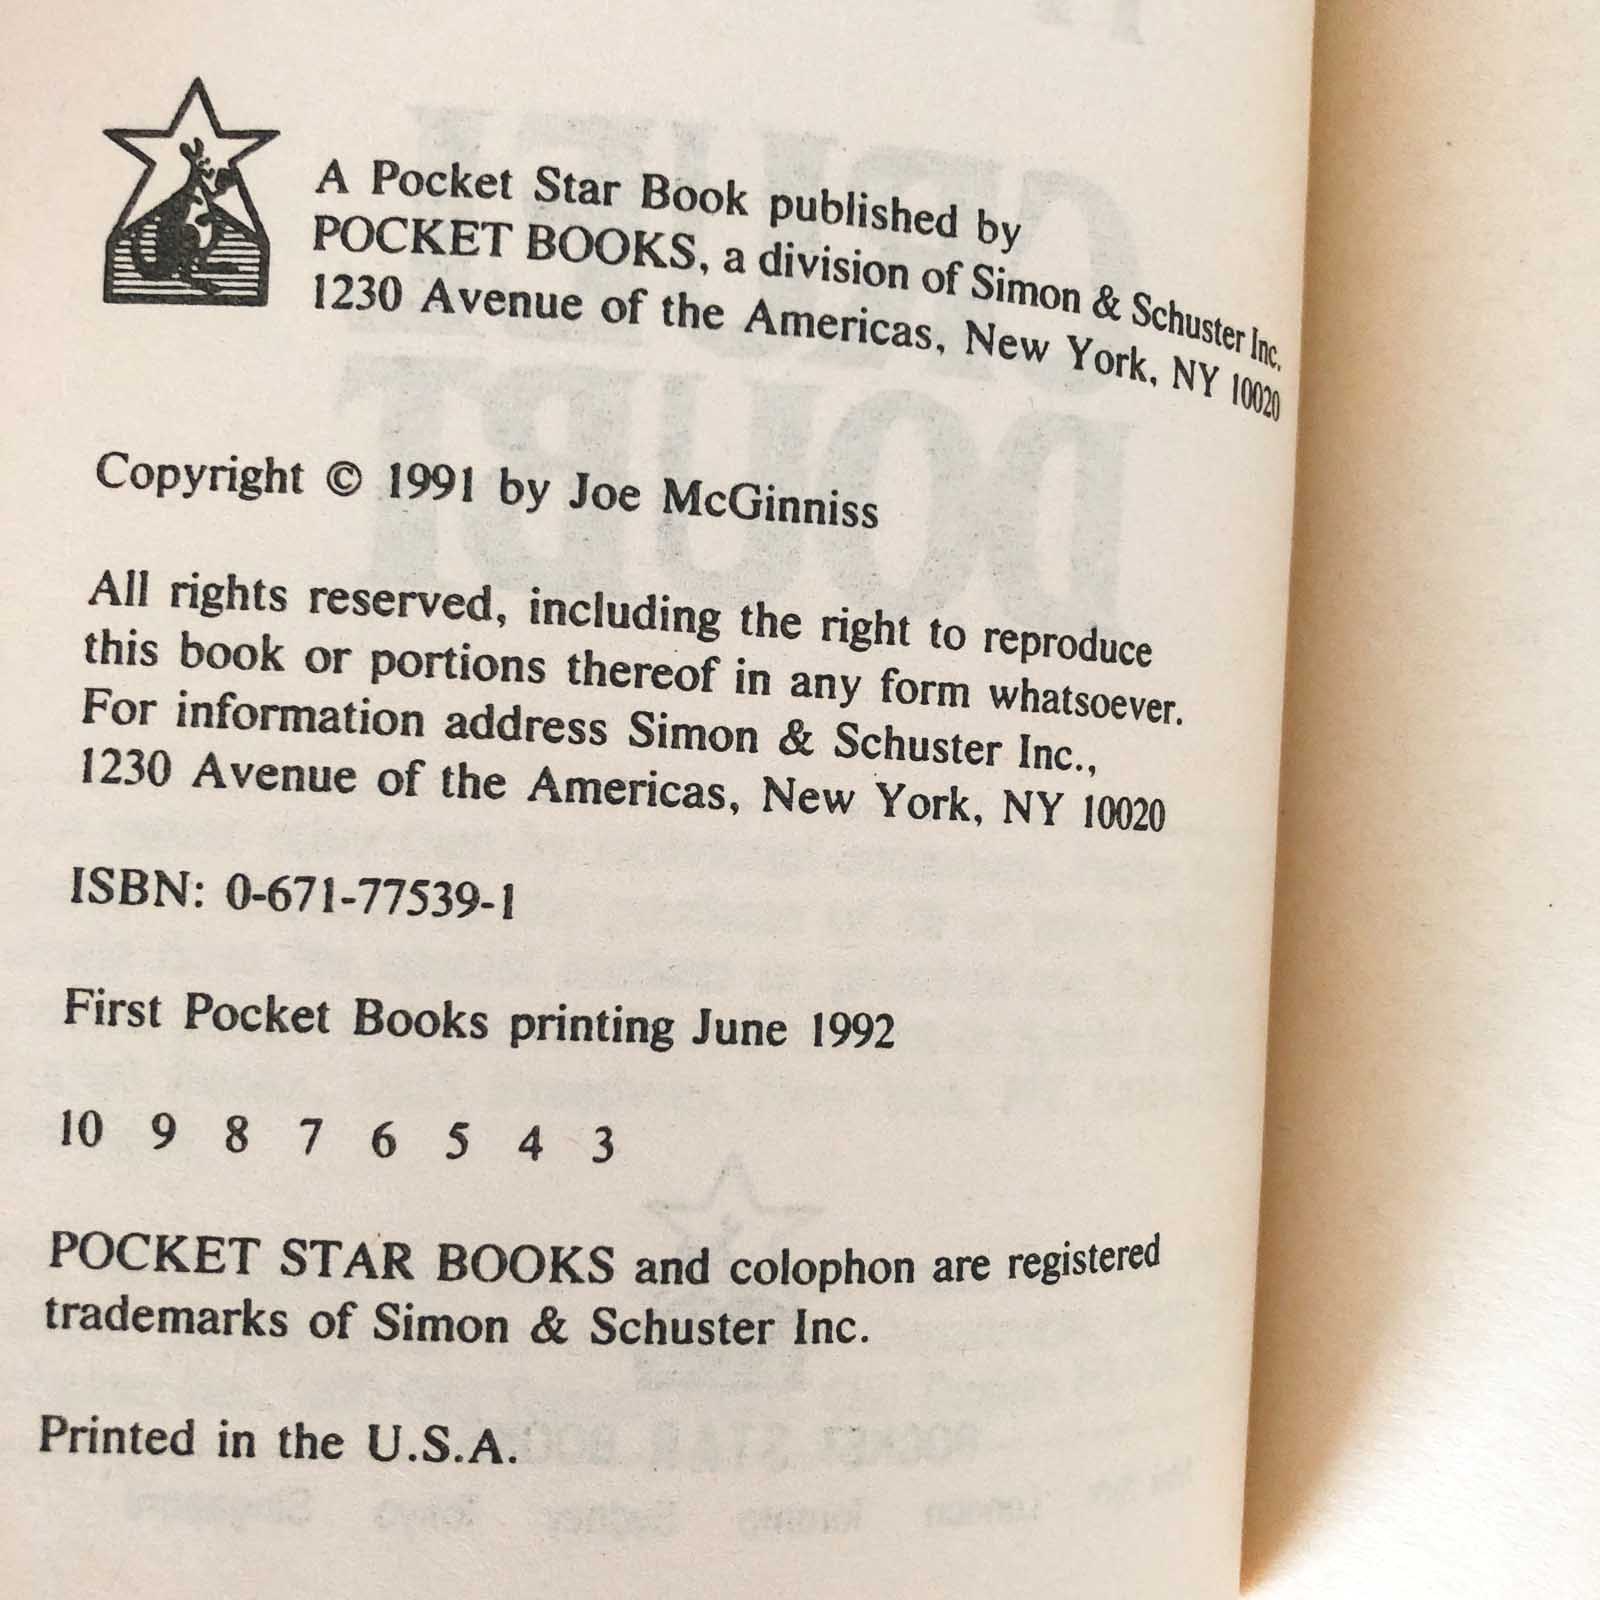 A Pocket Star Book published by
POCKET BOOKS, a division of Simon & Schuster Inc.
1230 Avenue of the Americas, New York, NY 10020
Copyright © 1991 by Joe McGinniss
All rights reserved, including the right to reproduce
this book or portions thereof in any form whatsoever.
For information address Simon & Schuster Inc.,
1230 Avenue of the Americas, New York, NY 10020
ISBN: 0-671-77539-1
First Pocket Books printing June 1992
10 9 8 7 6 5 4 3
POCKET STAR BOOKS and colophon are registered
trademarks of Simon & Schuster Inc.
Printed in the U.S.A.